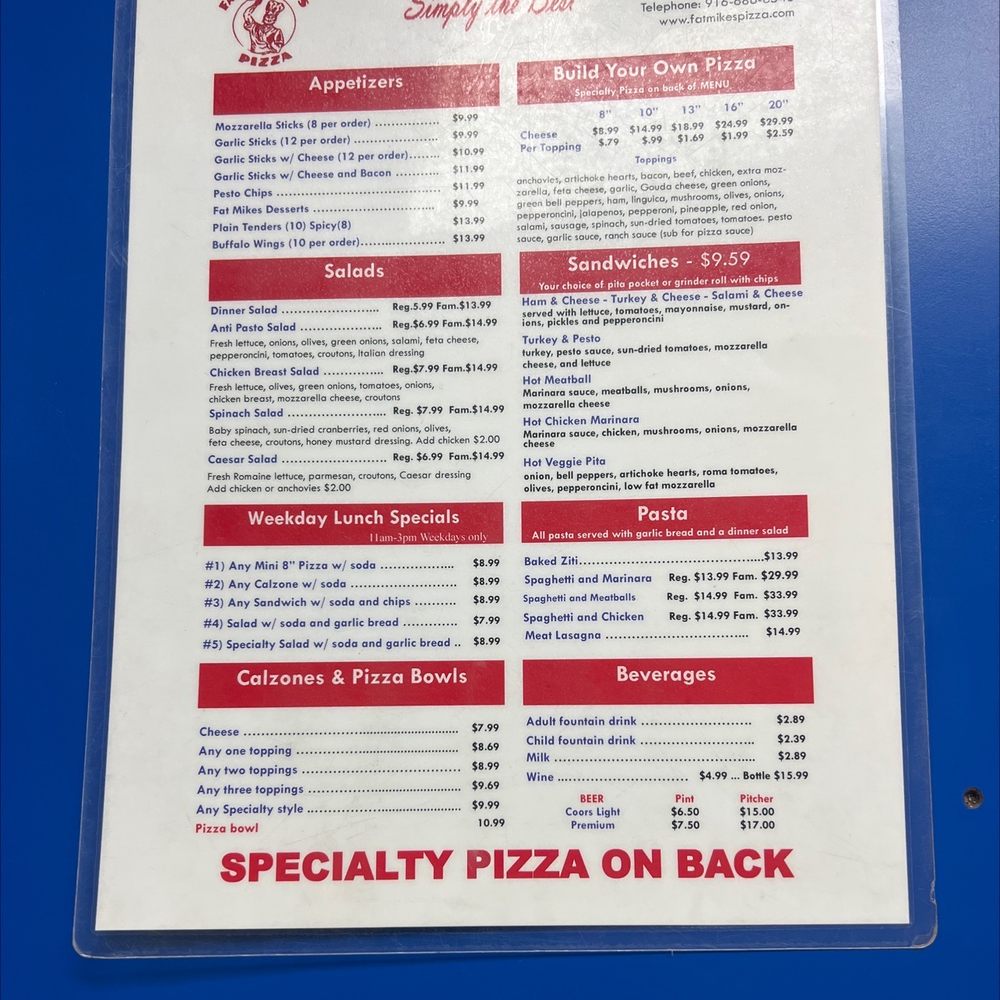 PIZZA
Simply the Best
Telephone: 916-
www.fatmikespizza.com
Appetizers
Mozzarella Sticks (8 per order) $9.99
Garlic Sticks (12 per order) $9.99
Garlic Sticks w/ Cheese (12 per order) $10.99
Garlic Sticks w/ Cheese and Bacon $11.99
Pesto Chips $11.99
Fat Mikes Desserts $9.99
Plain Tenders (10) Spicy(8) $13.99
Buffalo Wings (10 per order) $13.99
Salads
Dinner Salad Reg.5.99 Fam.$13.99
Anti Pasto Salad Reg.$6.99 Fam.$14.99
Fresh lettuce, onions, olives, green onions, salami, feta cheese,
pepperoncini, tomatoes, croutons, Italian dressing
Chicken Breast Salad Reg.$7.99 Fam.$14.99
Fresh lettuce, olives, green onions, tomatoes, onions,
chicken breast, mozzarella cheese, croutons
Spinach Salad Reg. $7.99 Fam.$14.99
Baby spinach, sun-dried cranberries, red onions, olives,
feta cheese, croutons, honey mustard dressing. Add chicken $2.00
Caesar Salad Reg. $6.99 Fam.$14.99
Fresh Romaine lettuce, parmesan, croutons, Caesar dressing
Add chicken or anchovies $2.00
Weekday Lunch Specials
11am-3pm Weekdays only
#1) Any Mini 8" Pizza w/ soda $8.99
#2) Any Calzone w/ soda $8.99
#3) Any Sandwich w/ soda and chips $8.99
#4) Salad w/ soda and garlic bread $7.99
#5) Specialty Salad w/ soda and garlic bread .. $8.99
Calzones & Pizza Bowls
Cheese $7.99
Any one topping $8.69
Any two toppings $8.99
Any three toppings $9.69
Any Specialty style $9.99
Pizza bowl 10.99
Build Your Own Pizza
Specialty Pizza on back of MENU
8" 10" 13" 16" 20"
Cheese $8.99 $14.99 $18.99 $24.99 $29.99
Per Topping $.79 $.99 $1.69 $1.99 $2.59
Toppings
anchovies, artichoke hearts, bacon, beef, chicken, extra moz-
zarella, feta cheese, garlic, Gouda cheese, green onions,
green bell peppers, ham, linguica, mushrooms, olives, onions,
pepperoncini, jalapenos, pepperoni, pineapple, red onion,
salami, sausage, spinach, sun-dried tomatoes, tomatoes. pesto
sauce, garlic sauce, ranch sauce (sub for pizza sauce)
Sandwiches - $9.59
Your choice of pita pocket or grinder roll with chips
Ham & Cheese - Turkey & Cheese - Salami & Cheese
served with lettuce, tomatoes, mayonnaise, mustard, on-
ions, pickles and pepperoncini
Turkey & Pesto
turkey, pesto sauce, sun-dried tomatoes, mozzarella
cheese, and lettuce
Hot Meatball
Marinara sauce, meatballs, mushrooms, onions,
mozzarella cheese
Hot Chicken Marinara
Marinara sauce, chicken, mushrooms, onions, mozzarella
cheese
Hot Veggie Pita
onion, bell peppers, artichoke hearts, roma tomatoes,
olives, pepperoncini, low fat mozzarella
Pasta
All pasta served with garlic bread and a dinner salad
Baked Ziti $13.99
Spaghetti and Marinara Reg. $13.99 Fam. $29.99
Spaghetti and Meatballs Reg. $14.99 Fam. $33.99
Spaghetti and Chicken Reg. $14.99 Fam. $33.99
Meat Lasagna $14.99
Beverages
Adult fountain drink $2.89
Child fountain drink $2.39
Milk $2.89
Wine $4.99 ... Bottle $15.99
BEER Pint Pitcher
Coors Light $6.50 $15.00
Premium $7.50 $17.00
SPECIALTY PIZZA ON BACK